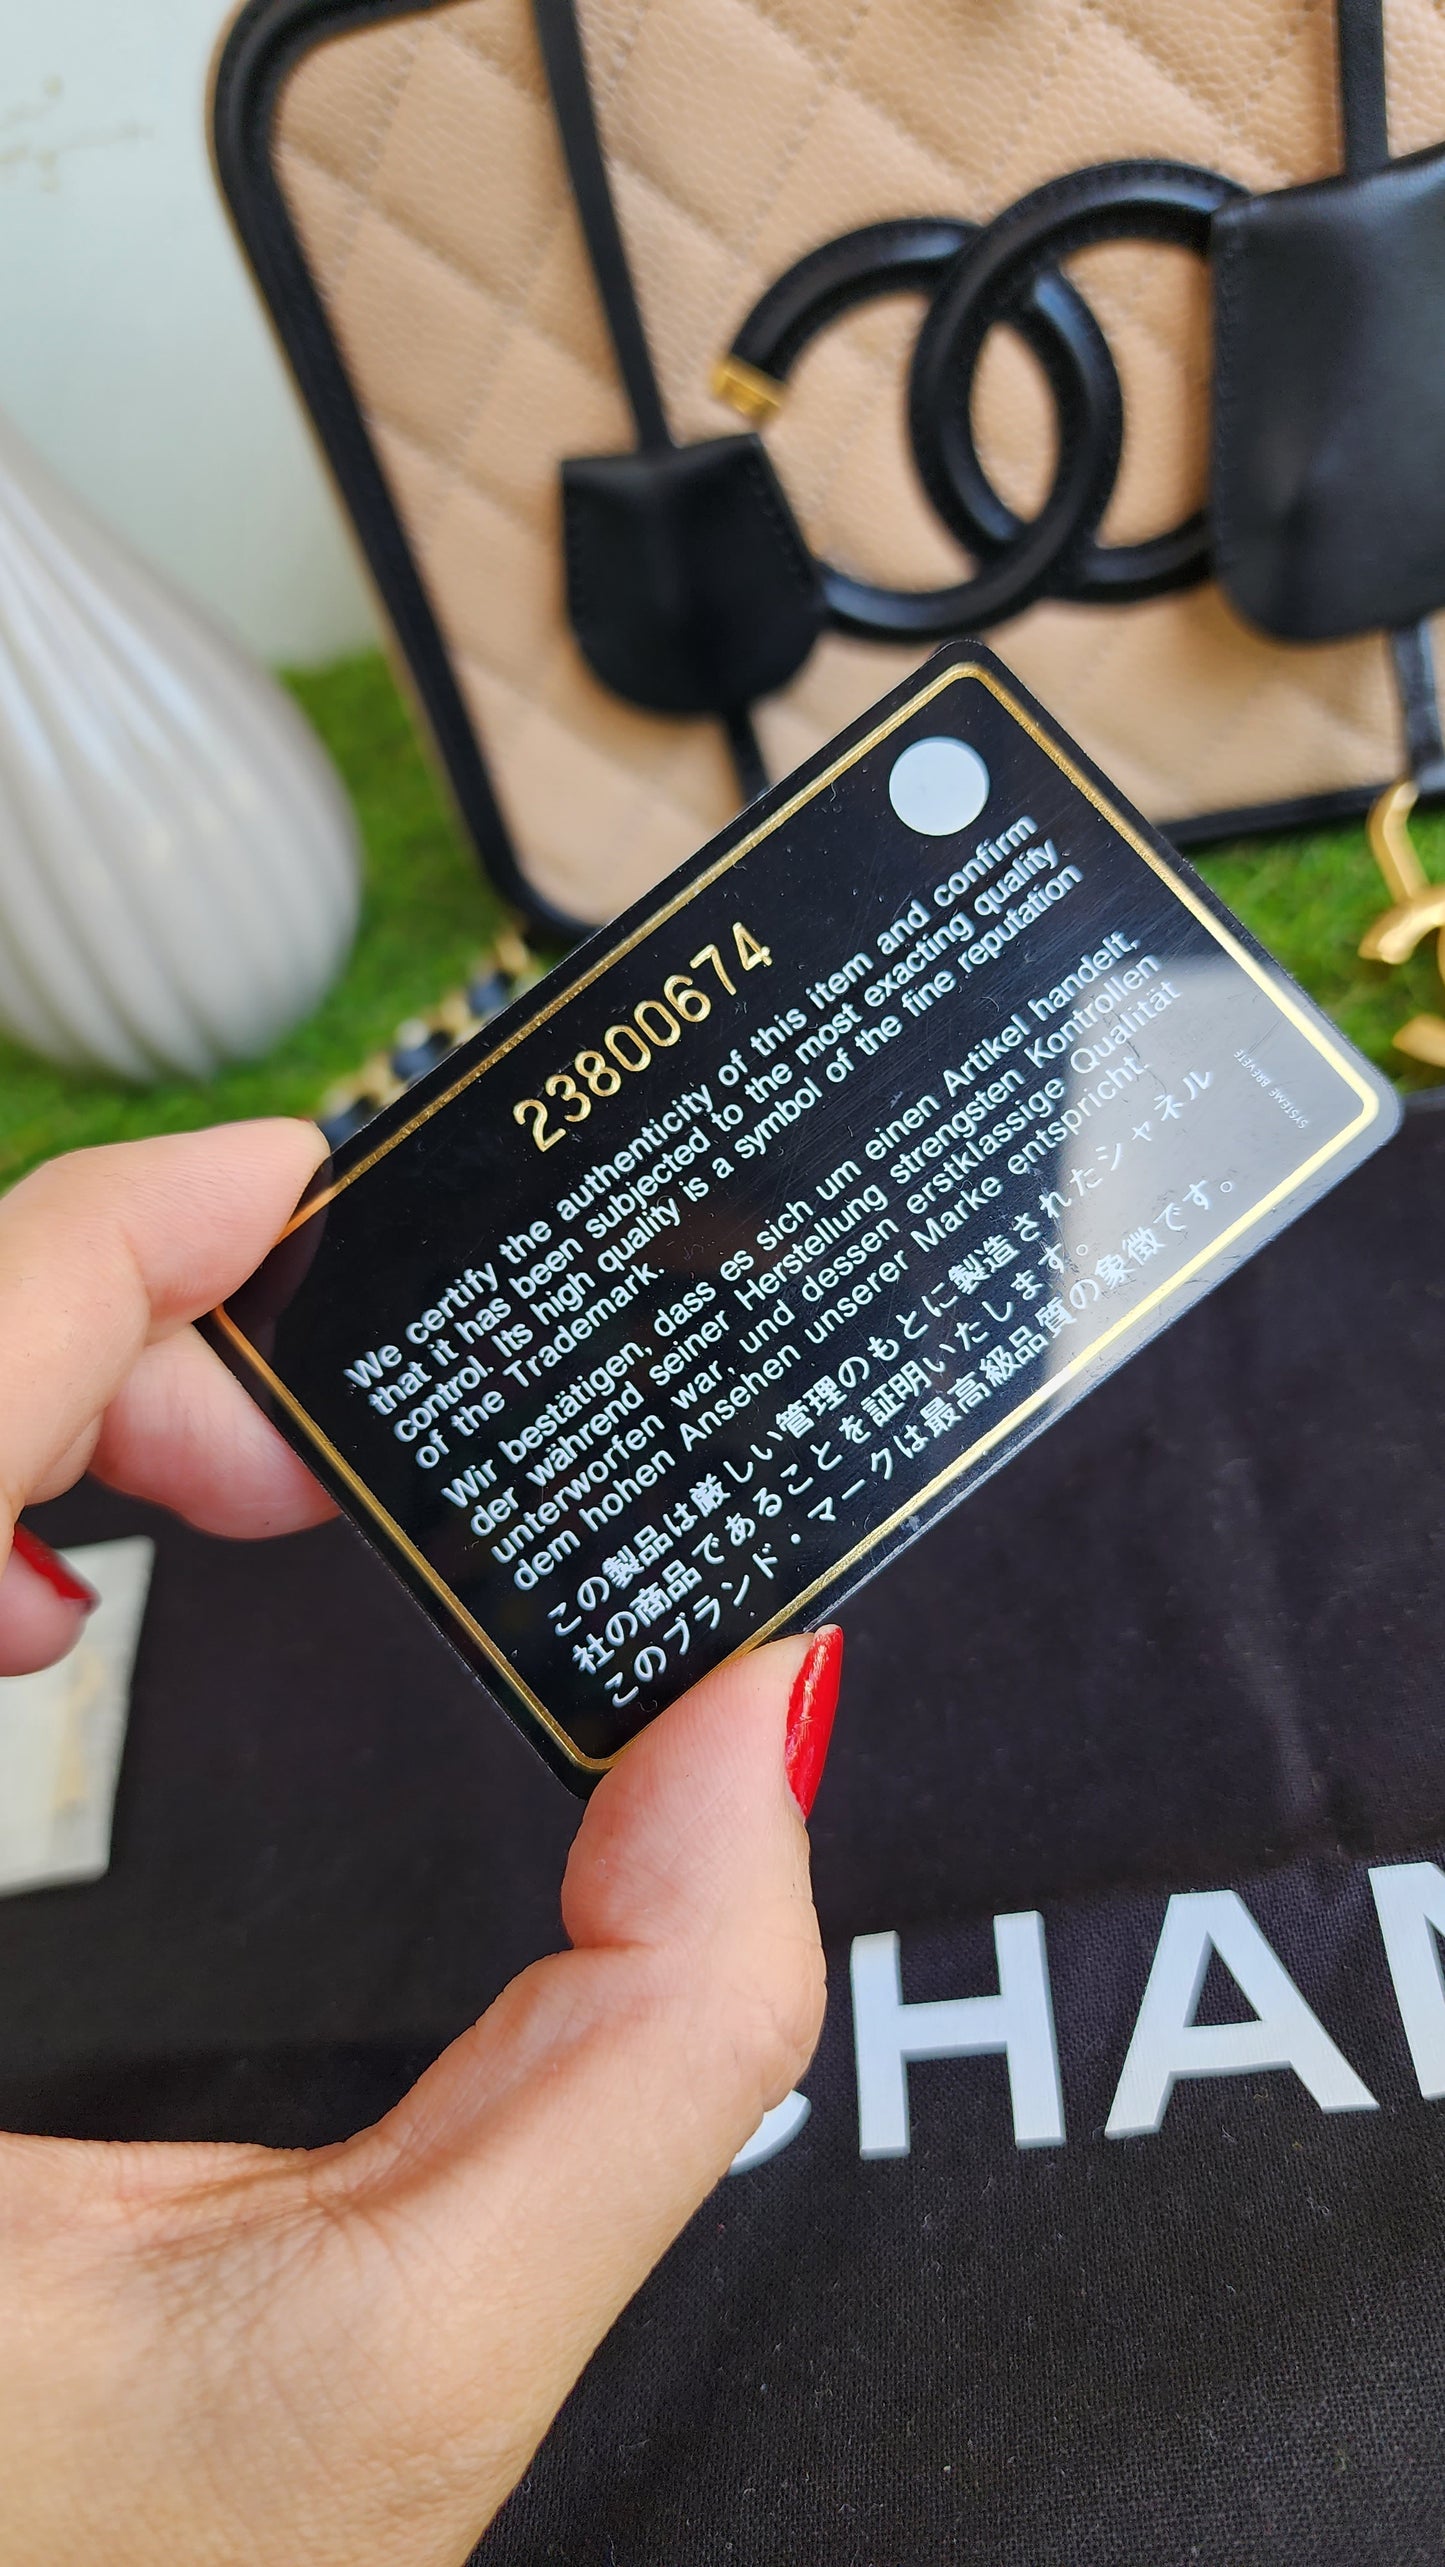 23800674
We certify the authenticity of this item and confirm
that it has been subjected to the most exacting quality
control. Its high quality is a symbol of the fine reputation
of the Trademark.
Wir bestätigen, dass es sich um einen Artikel handelt,
der während seiner Herstellung strengsten Kontrollen
unterworfen war, und dessen erstklassige Qualität
dem hohen Ansehen unserer Marke entspricht.
この製品は厳しい管理のもとに製造されたシャネル
社の商品であることを証明いたします。
このブランド・マークは最高級品質の象徴です。
SYSTEME BREVETE
CHAN